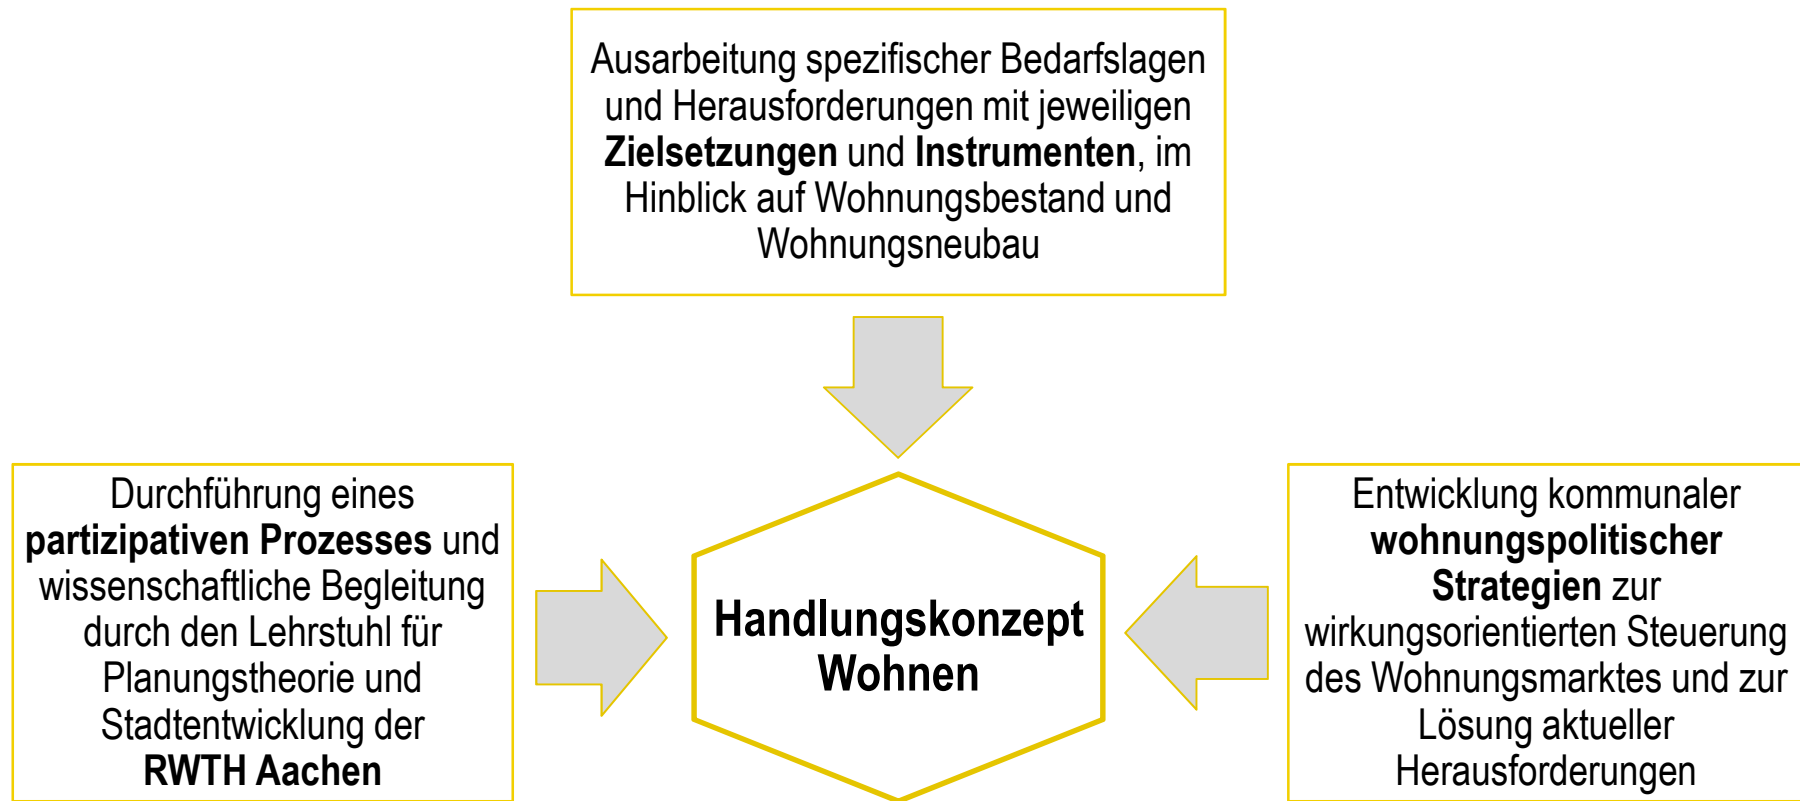 Ausarbeitung spezifischer Bedarfslagen
und Herausforderungen mit jeweiligen
Zielsetzungen und Instrumenten, im
Hinblick auf Wohnungsbestand und
Wohnungsneubau
Durchführung eines
partizipativen Prozesses und
wissenschaftliche Begleitung
durch den Lehrstuhl für
Planungstheorie und
Stadtentwicklung der
RWTH Aachen
Handlungskonzept
Wohnen
Entwicklung kommunaler
wohnungspolitischer
Strategien zur
wirkungsorientierten Steuerung
des Wohnungsmarktes und zur
Lösung aktueller
Herausforderungen